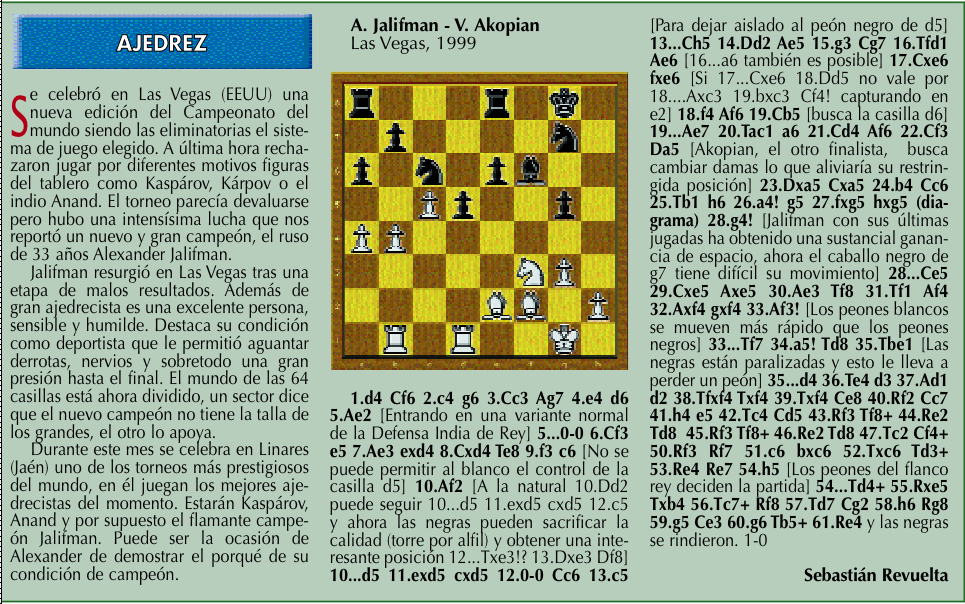 AJEDREZ
Se celebró en Las Vegas (EEUU) una
nueva edición del Campeonato del
mundo siendo las eliminatorias el siste-
ma de juego elegido. A última hora recha-
zaron jugar por diferentes motivos figuras
del tablero como Kaspárov, Kárpov o el
indio Anand. El torneo parecía devaluarse
pero hubo una intensísima lucha que nos
reportó un nuevo y gran campeón, el ruso
de 33 años Alexander Jalifman.
Jalifman resurgió en Las Vegas tras una
etapa de malos resultados. Además de
gran ajedrecista es una excelente persona,
sensible y humilde. Destaca su condición
como deportista que le permitió aguantar
derrotas, nervios y sobretodo una gran
presión hasta el final. El mundo de las 64
casillas está ahora dividido, un sector dice
que el nuevo campeón no tiene la talla de
los grandes, el otro lo apoya.
Durante este mes se celebra en Linares
(Jaén) uno de los torneos más prestigiosos
del mundo, en él juegan los mejores aje-
drecistas del momento. Estarán Kaspárov,
Anand y por supuesto el flamante campe-
ón Jalifman. Puede ser la ocasión de
Alexander de demostrar el porqué de su
condición de campeón.
A. Jalifman - V. Akopian
Las Vegas, 1999
1.d4 Cf6 2.c4 g6 3.Cc3 Ag7 4.e4 d6
5.Ae2 [Entrando en una variante normal
de la Defensa India de Rey] 5...0-0 6.Cf3
e5 7.Ae3 exd4 8.Cxd4 Te8 9.f3 c6 [No se
puede permitir al blanco el control de la
casilla d5] 10.Af2 [A la natural 10.Dd2
puede seguir 10...d5 11.exd5 cxd5 12.c5
y ahora las negras pueden sacrificar la
calidad (torre por alfil) y obtener una inte-
resante posición 12...Txe3!? 13.Dxe3 Df8]
10...d5 11.exd5 cxd5 12.0-0 Cc6 13.c5
[Para dejar aislado al peón negro de d5]
13...Ch5 14.Dd2 Ae5 15.g3 Cg7 16.Tfd1
Ae6 [16...a6 también es posible] 17.Cxe6
fxe6 [Si 17...Cxe6 18.Dd5 no vale por
18....Axc3 19.bxc3 Cf4! capturando en
e2] 18.f4 Af6 19.Cb5 [busca la casilla d6]
19...Ae7 20.Tac1 a6 21.Cd4 Af6 22.Cf3
Da5 [Akopian, el otro finalista, busca
cambiar damas lo que aliviaría su restrin-
gida posición] 23.Dxa5 Cxa5 24.b4 Cc6
25.Tb1 h6 26.a4! g5 27.fxg5 hxg5 (dia-
grama) 28.g4! [Jalifman con sus últimas
jugadas ha obtenido una sustancial ganan-
cia de espacio, ahora el caballo negro de
g7 tiene difícil su movimiento] 28...Ce5
29.Cxe5 Axe5 30.Ae3 Tf8 31.Tf1 Af4
32.Axf4 gxf4 33.Af3! [Los peones blancos
se mueven más rápido que los peones
negros] 33...Tf7 34.a5! Td8 35.Tbe1 [Las
negras están paralizadas y esto le lleva a
perder un peón] 35...d4 36.Te4 d3 37.Ad1
d2 38.Tfxf4 Txf4 39.Txf4 Ce8 40.Rf2 Cc7
41.h4 e5 42.Tc4 Cd5 43.Rf3 Tf8+ 44.Re2
Td8 45.Rf3 Tf8+ 46.Re2 Td8 47.Tc2 Cf4+
50.Rf3 Rf7 51.c6 bxc6 52.Txc6 Td3+
53.Re4 Re7 54.h5 [Los peones del flanco
rey deciden la partida] 54...Td4+ 55.Rxe5
Txb4 56.Tc7+ Rf8 57.Td7 Cg2 58.h6 Rg8
59.g5 Ce3 60.g6 Tb5+ 61.Re4 y las negras
se rindieron. 1-0
Sebastián Revuelta